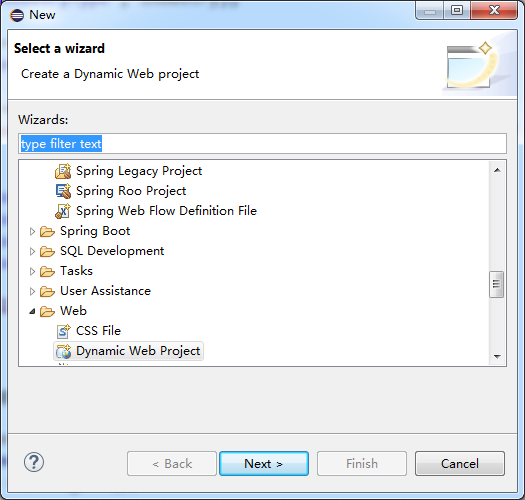 New
Select a wizard
Create a Dynamic Web project
Wizards:
type filter text
Spring Legacy Project
Spring Roo Project
Spring Web Flow Definition File
Spring Boot
SQL Development
Tasks
User Assistance
Web
CSS File
Dynamic Web Project
? < Back Next > Finish Cancel